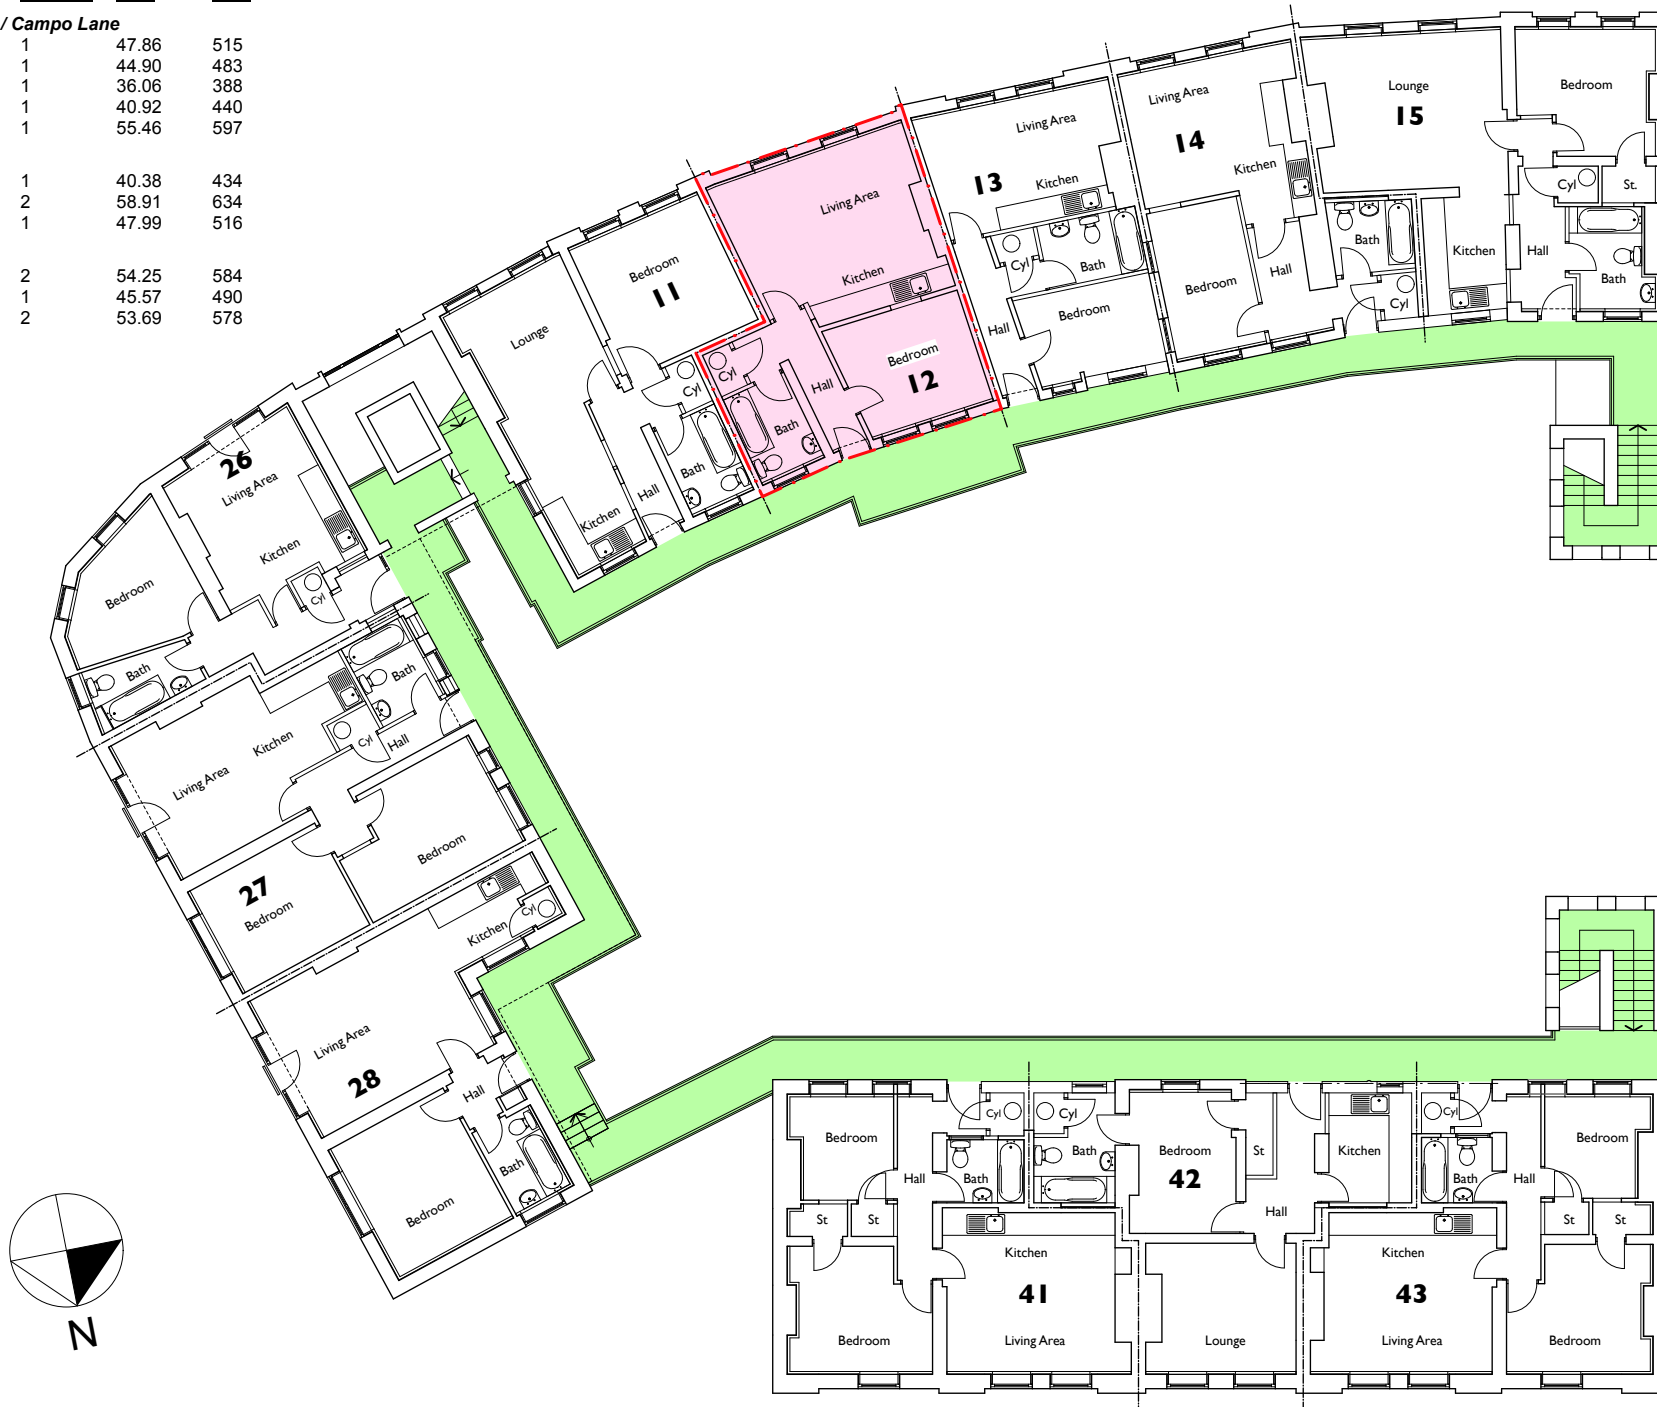 / Campo Lane
1 47.86 515
1 44.90 483
1 36.06 388
1 40.92 440
1 55.46 597
1 40.38 434
2 58.91 634
1 47.99 516
2 54.25 584
1 45.57 490
2 53.69 578
Lounge
Bedroom
11
Cyl
Bath
Hall
Kitchen
Living Area
Kitchen
Bedroom
12
Cyl
Hall
Bath
Living Area
13
Kitchen
Cyl
Bath
Hall
Bedroom
Living Area
14
Kitchen
Bedroom
Hall
Lounge
15
Bath
Cyl
Kitchen
Hall
Bedroom
Cyl
St.
Bath
26
Living Area
Kitchen
Bedroom
Cyl
Bath
Bath
Kitchen
Cyl
Hall
Living Area
Bedroom
27
Bedroom
Kitchen
Cyl
Living Area
28
Hall
Bath
Bedroom
N
Bedroom
Hall
Cyl
Bath
St
St
Kitchen
41
Living Area
Bedroom
Cyl
Bath
Bedroom
42
St
Kitchen
Hall
Lounge
Cyl
Bath
Hall
Bedroom
St
St
Kitchen
43
Living Area
Bedroom